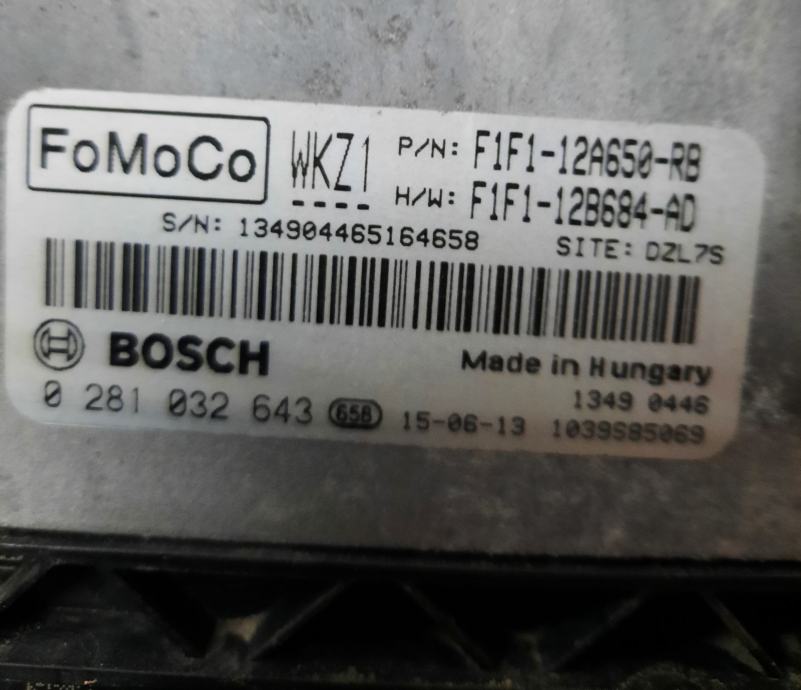 FoMoCo WKZ1 P/N: F1F1-12A650-RB
H/W: F1F1-12B684-AD
S/N: 134904465164658 SITE: DZL7S
BOSCH Made in Hungary
1349 0446
0 281 032 643 658 15-06-13 1039S85069